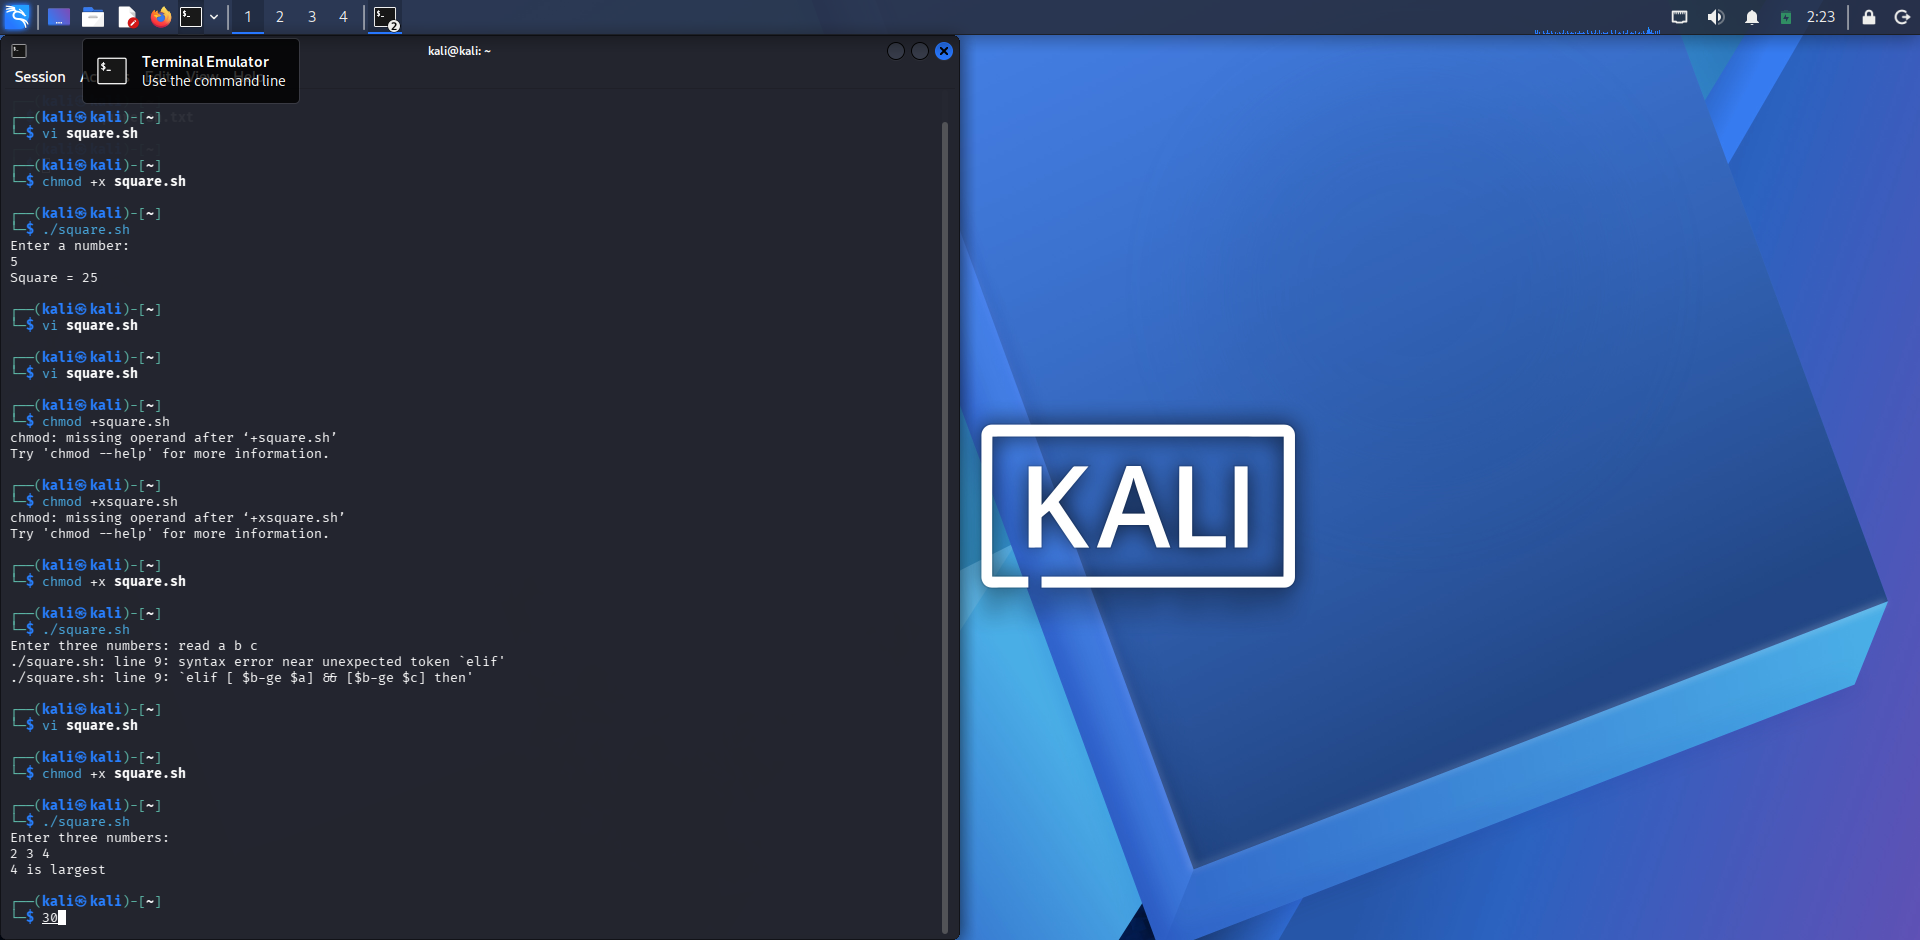 1 2 3 4 2 2:23
kali@kali: ~
Session
Terminal Emulator
Use the command line
┌──(kali㉿kali)-[~]
└─$ vi square.sh
┌──(kali㉿kali)-[~]
└─$ chmod +x square.sh
┌──(kali㉿kali)-[~]
└─$ ./square.sh
Enter a number:
5
Square = 25
┌──(kali㉿kali)-[~]
└─$ vi square.sh
┌──(kali㉿kali)-[~]
└─$ vi square.sh
┌──(kali㉿kali)-[~]
└─$ chmod +square.sh
chmod: missing operand after ‘+square.sh’
Try 'chmod --help' for more information.
┌──(kali㉿kali)-[~]
└─$ chmod +xsquare.sh
chmod: missing operand after ‘+xsquare.sh’
Try 'chmod --help' for more information.
┌──(kali㉿kali)-[~]
└─$ chmod +x square.sh
┌──(kali㉿kali)-[~]
└─$ ./square.sh
Enter three numbers: read a b c
./square.sh: line 9: syntax error near unexpected token `elif'
./square.sh: line 9: `elif [ $b-ge $a] && [$b-ge $c] then'
┌──(kali㉿kali)-[~]
└─$ vi square.sh
┌──(kali㉿kali)-[~]
└─$ chmod +x square.sh
┌──(kali㉿kali)-[~]
└─$ ./square.sh
Enter three numbers:
2 3 4
4 is largest
┌──(kali㉿kali)-[~]
└─$ 30
KALI